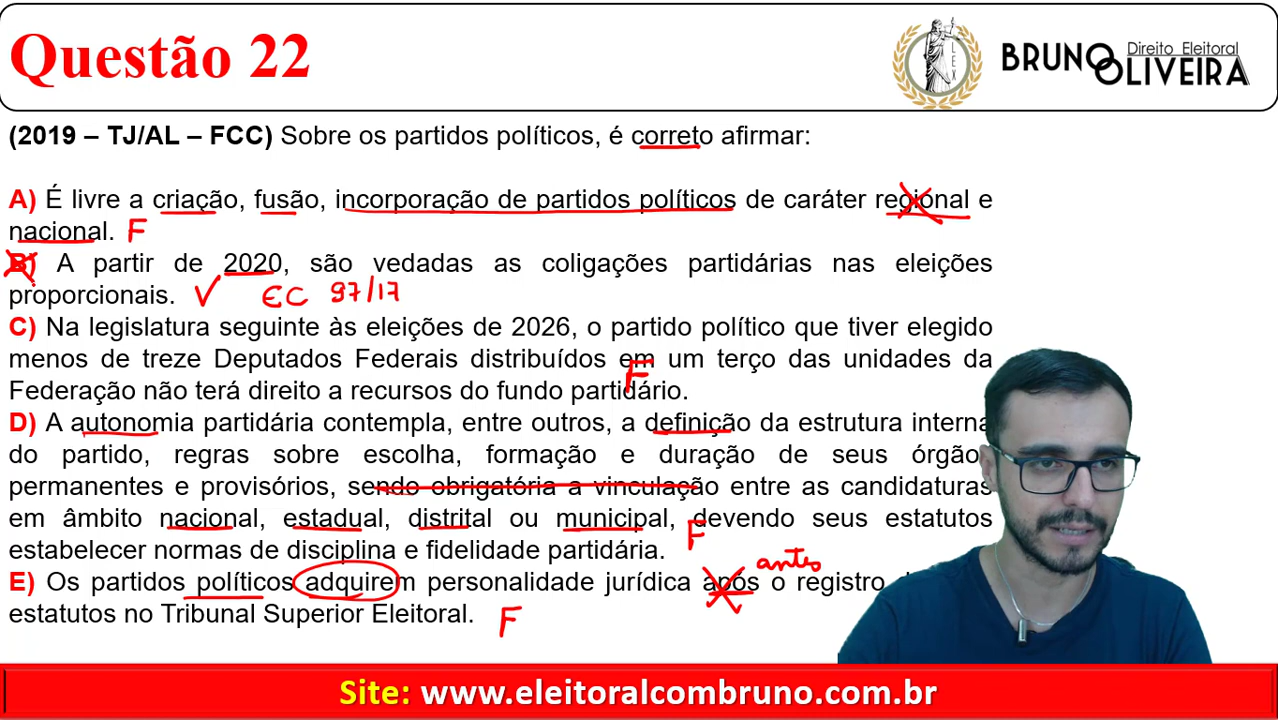 Questão 22
LEX
BRUNO OLIVEIRA
Direito Eleitoral
(2019 – TJ/AL – FCC) Sobre os partidos políticos, é correto afirmar:
A) É livre a criação, fusão, incorporação de partidos políticos de caráter regional e
nacional. F
B) A partir de 2020, são vedadas as coligações partidárias nas eleições
proporcionais. V EC 97/17
C) Na legislatura seguinte às eleições de 2026, o partido político que tiver elegido
menos de treze Deputados Federais distribuídos em um terço das unidades da
Federação não terá direito a recursos do fundo partidário.
F
D) A autonomia partidária contempla, entre outros, a definição da estrutura interna
do partido, regras sobre escolha, formação e duração de seus órgão
permanentes e provisórios, sendo obrigatória a vinculação entre as candidaturas
em âmbito nacional, estadual, distrital ou municipal, devendo seus estatutos
estabelecer normas de disciplina e fidelidade partidária. F
antes
E) Os partidos políticos adquirem personalidade jurídica após o registro
estatutos no Tribunal Superior Eleitoral. F
Site: www.eleitoralcombruno.com.br